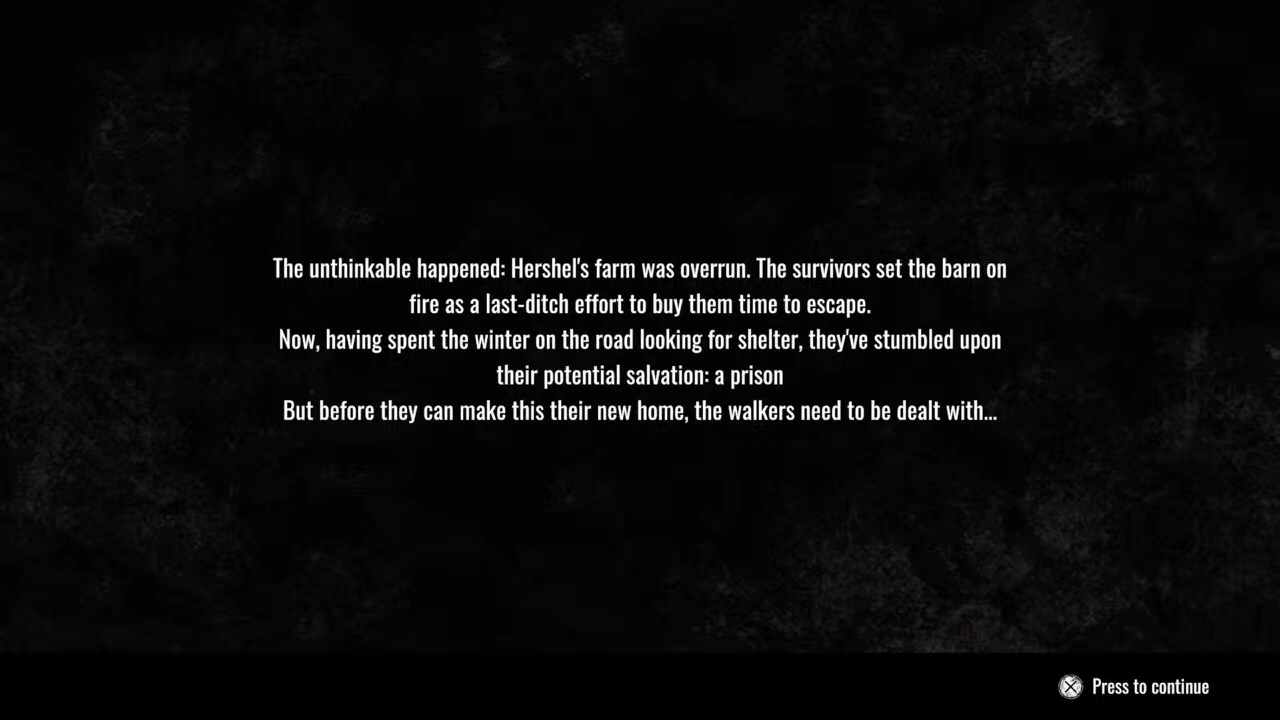 The unthinkable happened: Hershel's farm was overrun. The survivors set the barn on
fire as a last-ditch effort to buy them time to escape.
Now, having spent the winter on the road looking for shelter, they've stumbled upon
their potential salvation: a prison
But before they can make this their new home, the walkers need to be dealt with...
Press to continue